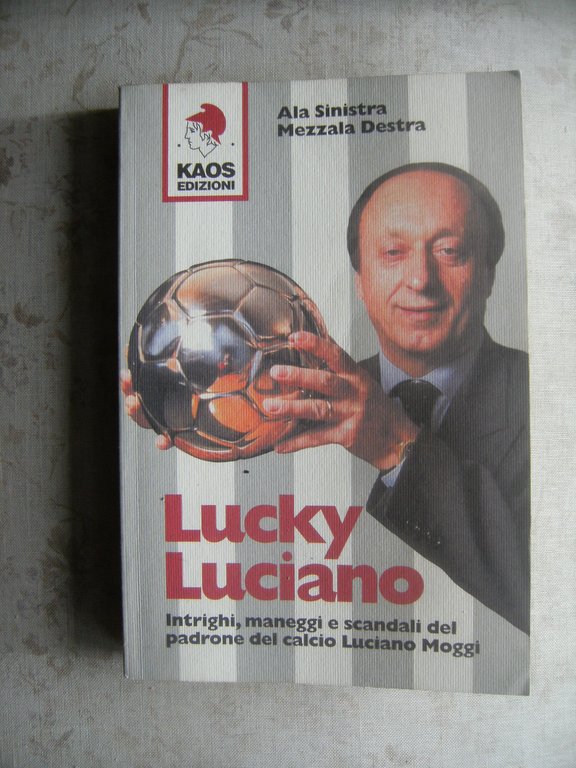 KAOS
EDIZIONI
Ala Sinistra
Mezzala Destra
Lucky
Luciano
Intrighi, maneggi e scandali del
padrone del calcio Luciano Moggi